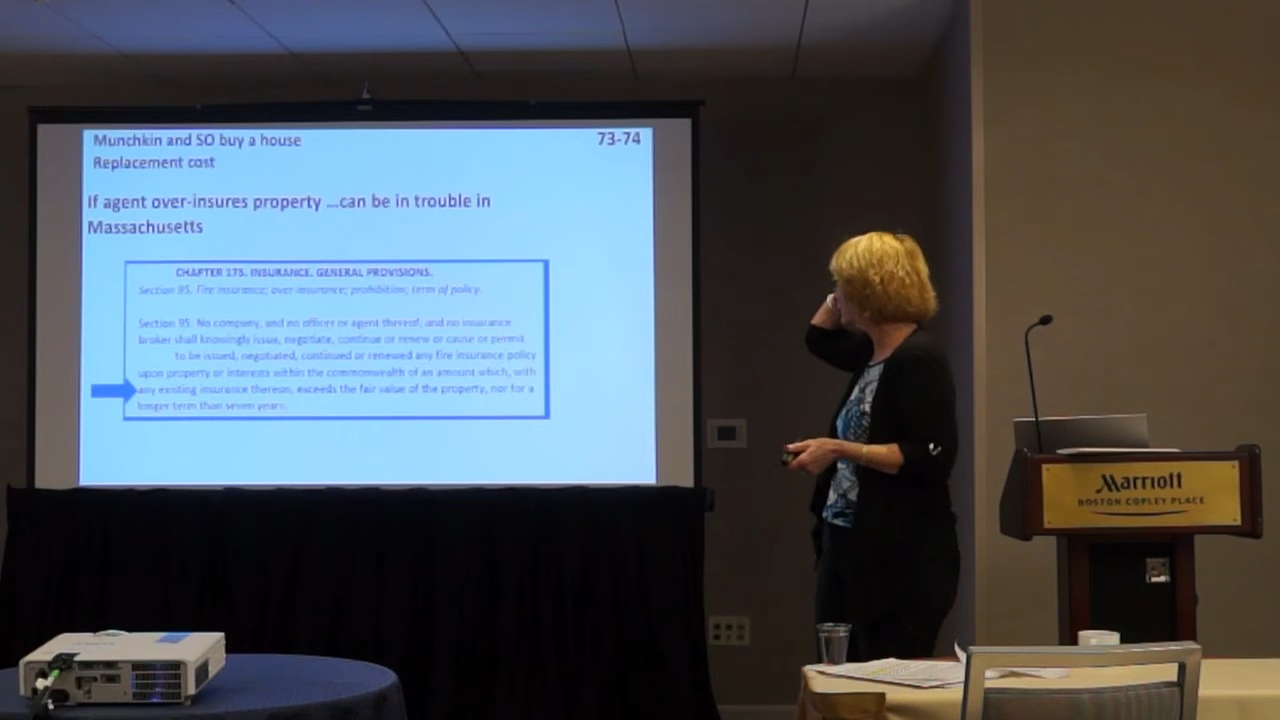 Munchkin and SO buy a house
73-74
Replacement cost
If agent over-insures property ...can be in trouble in
Massachusetts
CHAPTER 175. INSURANCE. GENERAL PROVISIONS.
Section 95. Fire insurance; over-insurance; prohibition; term of policy.
Section 95. No company, and no officer or agent thereof, and no insurance
broker shall knowingly issue, negotiate, continue or renew or cause or permit
to be issued, negotiated, continued or renewed any fire insurance policy
upon property or interests within the commonwealth of an amount which, with
any existing insurance thereon, exceeds the fair value of the property, nor for a
longer term than seven years.
Marriott
BOSTON COPLEY PLACE